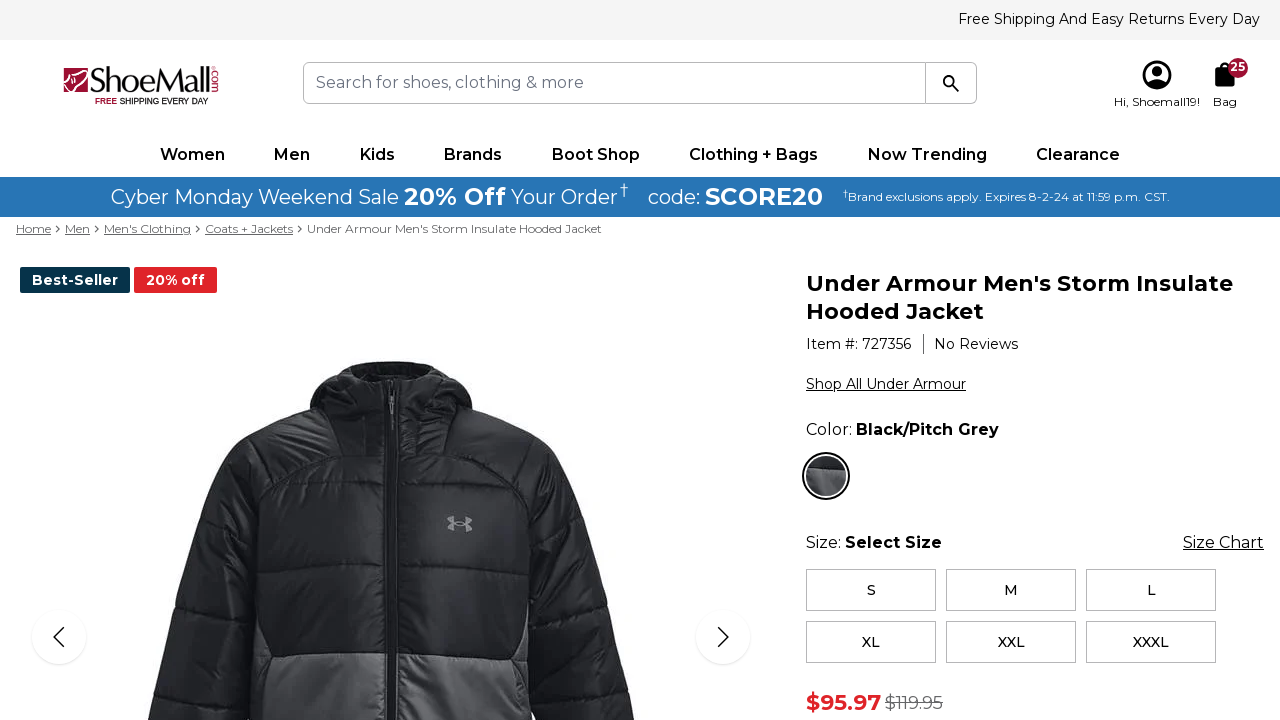 Free Shipping And Easy Returns Every Day
ShoeMall.com
FREE SHIPPING EVERY DAY
Search for shoes, clothing & more
Hi, Shoemall19!
25
Bag
Women Men Kids Brands Boot Shop Clothing + Bags Now Trending Clearance
Cyber Monday Weekend Sale 20% Off Your Order† code: SCORE20 †Brand exclusions apply. Expires 8-2-24 at 11:59 p.m. CST.
Home > Men > Men's Clothing > Coats + Jackets > Under Armour Men's Storm Insulate Hooded Jacket
Best-Seller 20% off
Under Armour Men's Storm Insulate
Hooded Jacket
Item #: 727356 No Reviews
Shop All Under Armour
Color: Black/Pitch Grey
Size: Select Size Size Chart
S M L
XL XXL XXXL
$95.97 $119.95